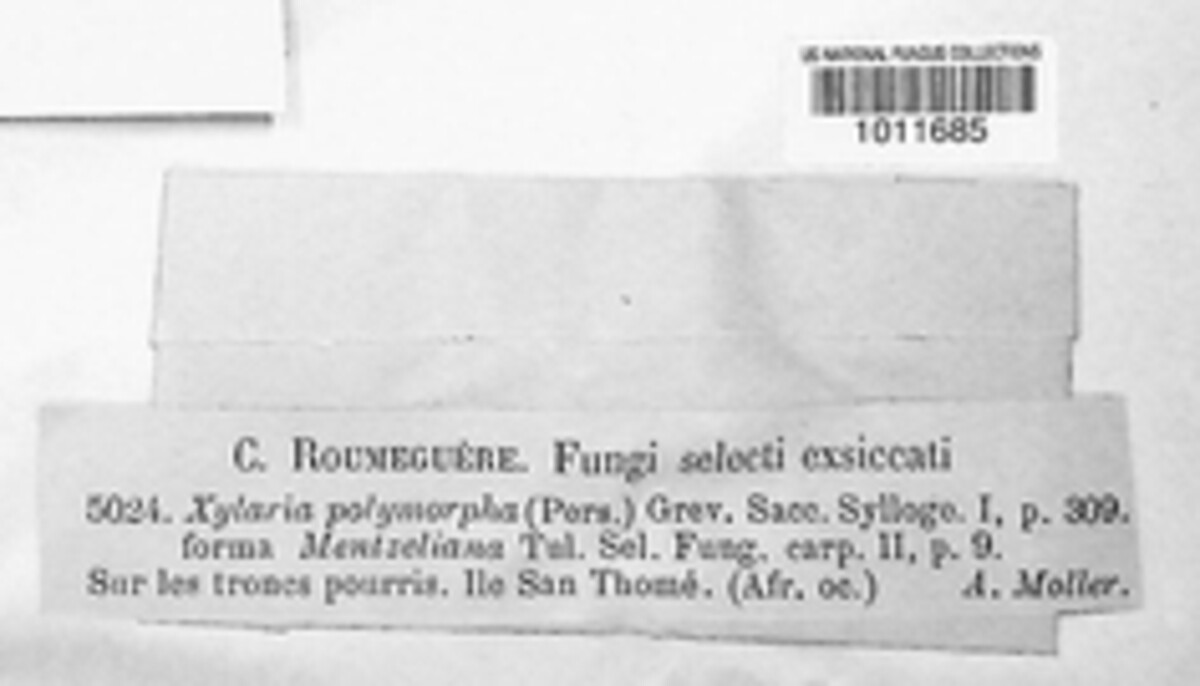 US NATIONAL FUNGUS COLLECTIONS
1011685
C. ROUMEGUÉRE. Fungi selecti exsiccati
5024. Xylaria polymorpha (Pers.) Grev. Sacc. Sylloge. I, p. 309.
forma Mentzeliana Tul. Sel. Fung. carp. II, p. 9.
Sur les troncs pourris. Ile San Thomé. (Afr. oc.) A. Moller.